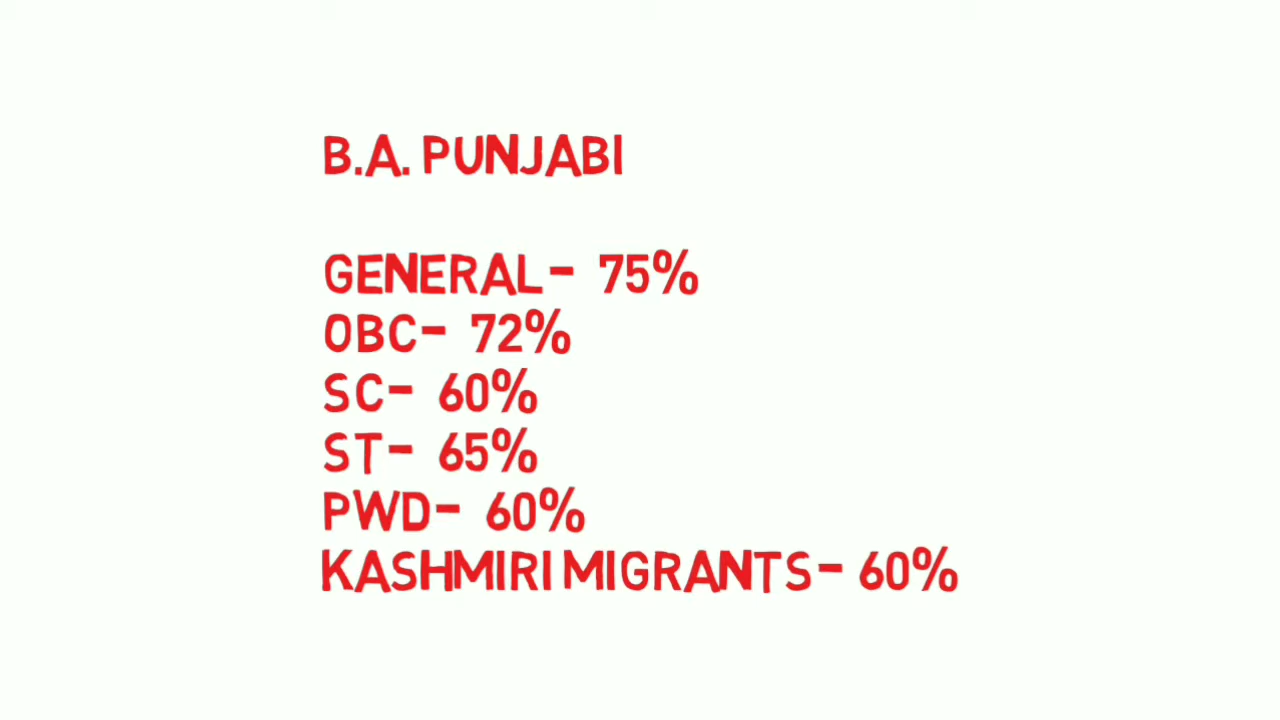 B.A. PUNJABI
GENERAL- 75%
OBC- 72%
SC- 60%
ST- 65%
PWD- 60%
KASHMIRI MIGRANTS- 60%